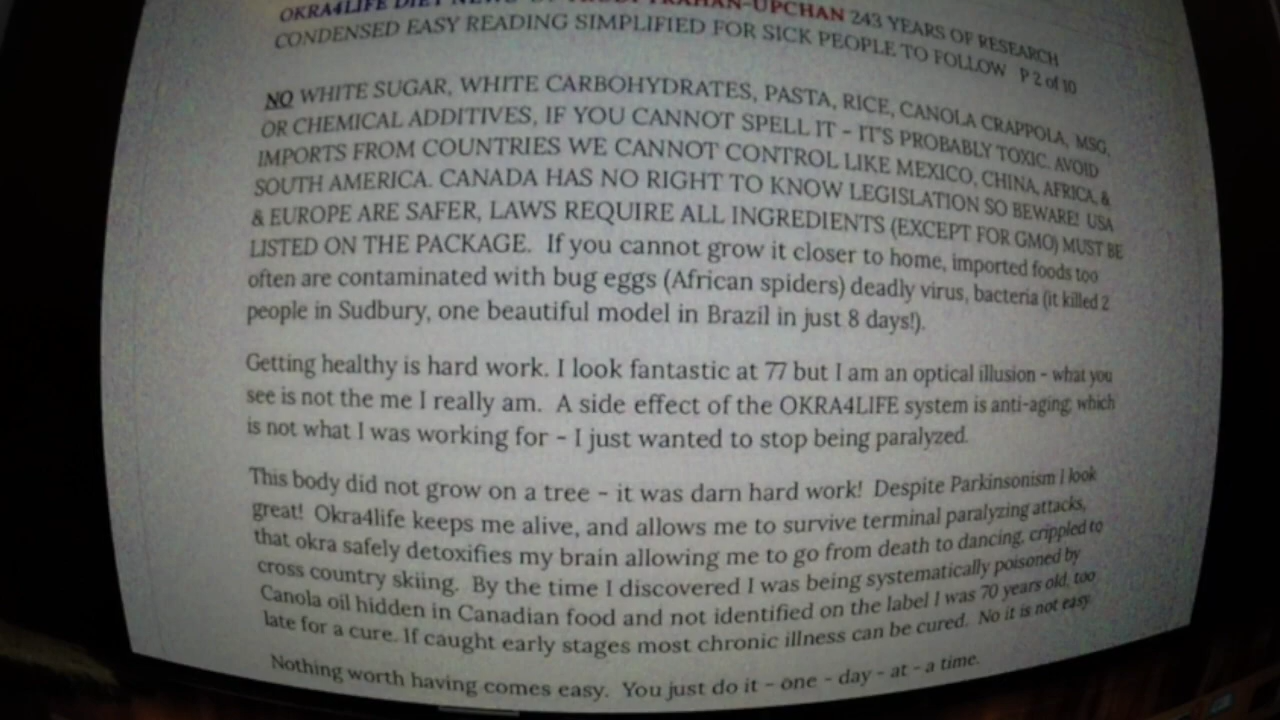 OKRA4LIFE DIET NEWS TRAHAN-UPCHAN 243 YEARS OF RESEARCH
CONDENSED EASY READING SIMPLIFIED FOR SICK PEOPLE TO FOLLOW P 2 of 10
NO WHITE SUGAR, WHITE CARBOHYDRATES, PASTA, RICE, CANOLA CRAPPOLA, MSG,
OR CHEMICAL ADDITIVES, IF YOU CANNOT SPELL IT - IT'S PROBABLY TOXIC. AVOID
IMPORTS FROM COUNTRIES WE CANNOT CONTROL LIKE MEXICO, CHINA, AFRICA, &
SOUTH AMERICA. CANADA HAS NO RIGHT TO KNOW LEGISLATION SO BEWARE! USA
& EUROPE ARE SAFER, LAWS REQUIRE ALL INGREDIENTS (EXCEPT FOR GMO) MUST BE
LISTED ON THE PACKAGE. If you cannot grow it closer to home, imported foods too
often are contaminated with bug eggs (African spiders) deadly virus, bacteria (it killed 2
people in Sudbury, one beautiful model in Brazil in just 8 days!).
Getting healthy is hard work. I look fantastic at 77 but I am an optical illusion - what you
see is not the me I really am. A side effect of the OKRA4LIFE system is anti-aging, which
is not what I was working for - I just wanted to stop being paralyzed.
This body did not grow on a tree - it was darn hard work! Despite Parkinsonism I look
great! Okra4life keeps me alive, and allows me to survive terminal paralyzing attacks,
that okra safely detoxifies my brain allowing me to go from death to dancing, crippled to
cross country skiing. By the time I discovered I was being systematically poisoned by
Canola oil hidden in Canadian food and not identified on the label I was 70 years old, too
late for a cure. If caught early stages most chronic illness can be cured. No it is not easy.
Nothing worth having comes easy. You just do it - one - day - at - a time.